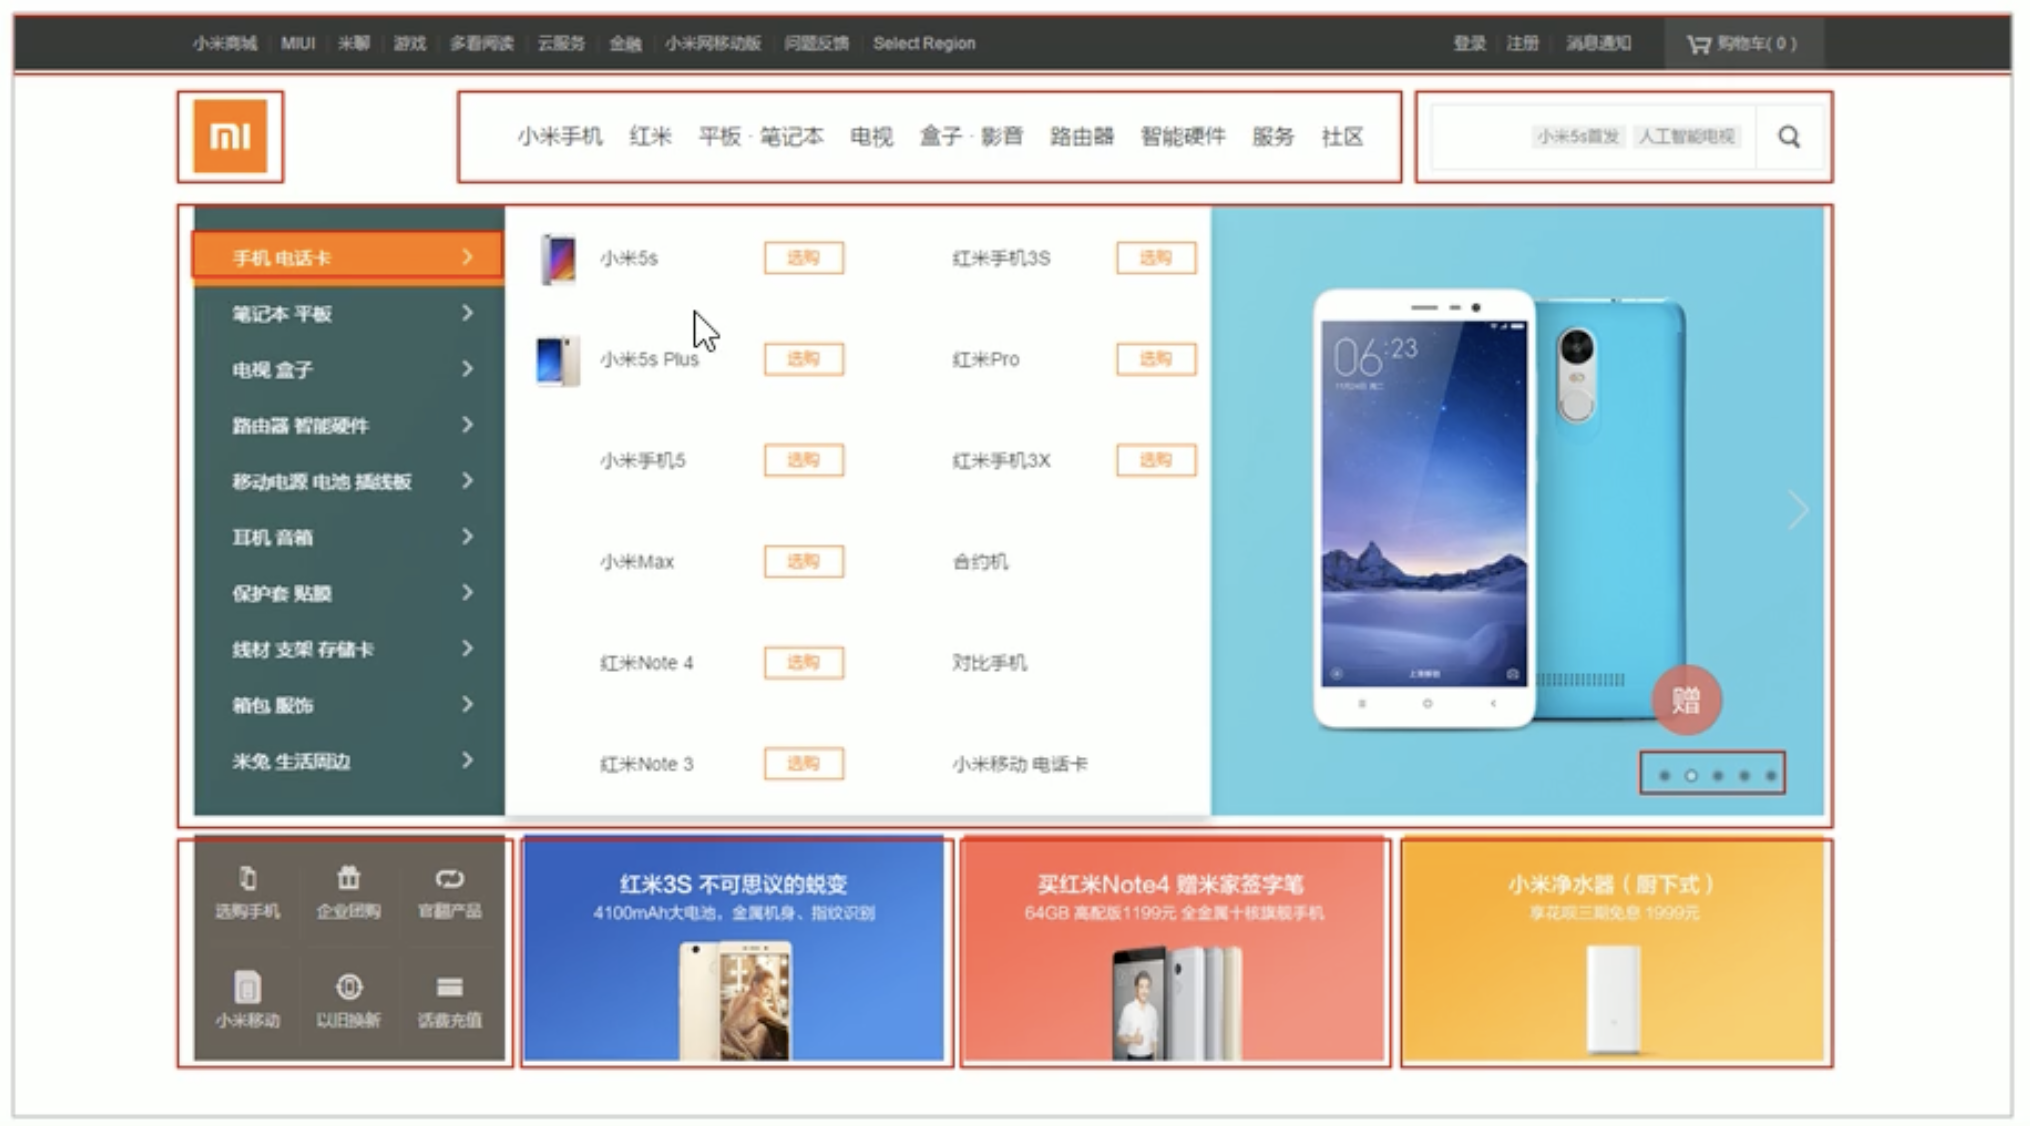 小米商城 MIUI 米聊 游戏 多看阅读 云服务 金融 小米网移动版 问题反馈 Select Region 登录 注册 消息通知 购物车( 0 )
小米手机 红米 平板 · 笔记本 电视 盒子 · 影音 路由器 智能硬件 服务 社区 小米5s首发 人工智能电视
手机 电话卡
笔记本 平板
电视 盒子
路由器 智能硬件
移动电源 电池 插线板
耳机 音箱
保护套 贴膜
线材 支架 存储卡
箱包 服饰
米兔 生活周边
小米5s 选购 红米手机3S 选购
小米5s Plus 选购 红米Pro 选购
小米手机5 选购 红米手机3X 选购
小米Max 选购 合约机
红米Note 4 选购 对比手机
红米Note 3 选购 小米移动 电话卡
06:23
赠
选购手机 企业团购 官翻产品
小米移动 以旧换新 话费充值
红米3S 不可思议的蜕变
4100mAh大电池，金属机身、指纹识别
买红米Note4 赠米家签字笔
64GB 高配版1199元 全金属十核旗舰手机
小米净水器（厨下式）
享花呗三期免息 1999元